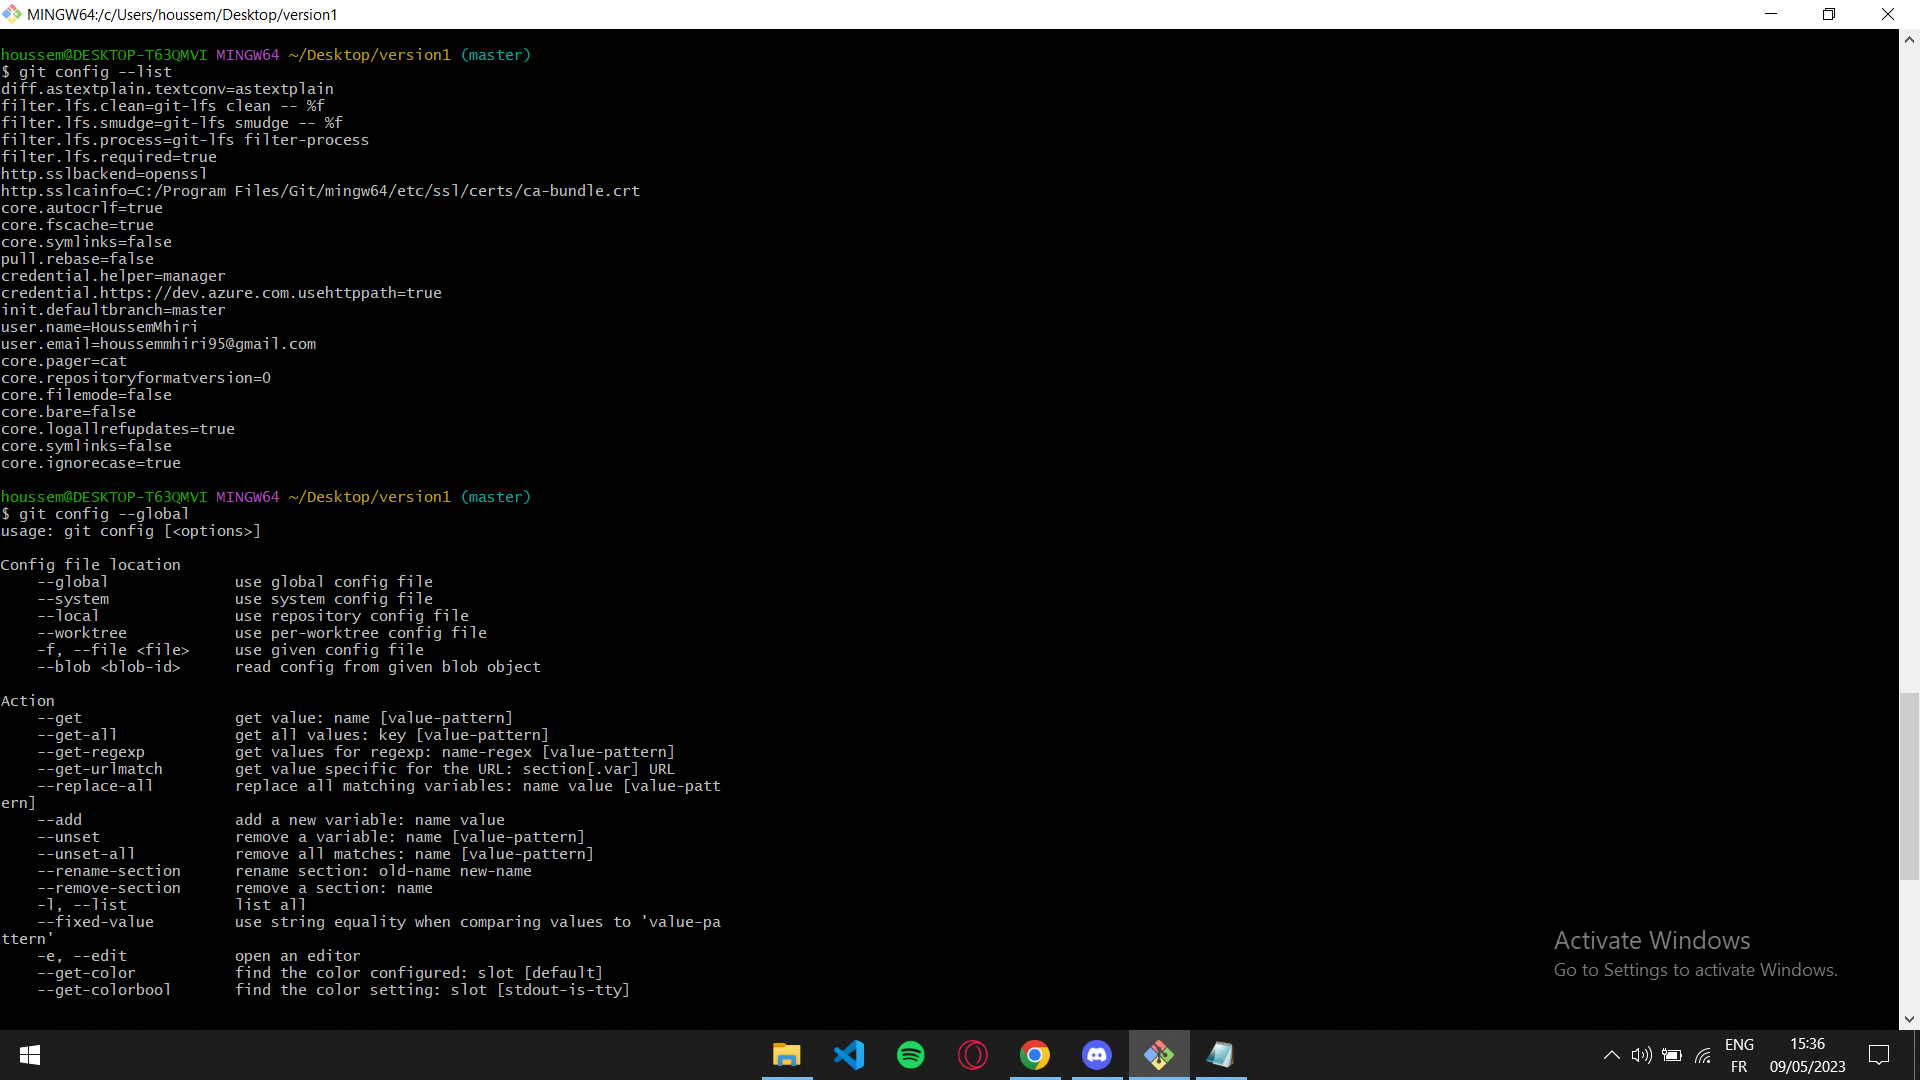 MINGW64:/c/Users/houssem/Desktop/version1
houssem@DESKTOP-T63QMVI MINGW64 ~/Desktop/version1 (master)
$ git config --list
diff.astextplain.textconv=astextplain
filter.lfs.clean=git-lfs clean -- %f
filter.lfs.smudge=git-lfs smudge -- %f
filter.lfs.process=git-lfs filter-process
filter.lfs.required=true
http.sslbackend=openssl
http.sslcainfo=C:/Program Files/Git/mingw64/etc/ssl/certs/ca-bundle.crt
core.autocrlf=true
core.fscache=true
core.symlinks=false
pull.rebase=false
credential.helper=manager
credential.https://dev.azure.com.usehttppath=true
init.defaultbranch=master
user.name=HoussemMhiri
user.email=houssemmhiri95@gmail.com
core.pager=cat
core.repositoryformatversion=0
core.filemode=false
core.bare=false
core.logallrefupdates=true
core.symlinks=false
core.ignorecase=true
houssem@DESKTOP-T63QMVI MINGW64 ~/Desktop/version1 (master)
$ git config --global
usage: git config [<options>]
Config file location
    --global              use global config file
    --system              use system config file
    --local               use repository config file
    --worktree            use per-worktree config file
    -f, --file <file>     use given config file
    --blob <blob-id>      read config from given blob object
Action
    --get                 get value: name [value-pattern]
    --get-all             get all values: key [value-pattern]
    --get-regexp          get values for regexp: name-regex [value-pattern]
    --get-urlmatch        get value specific for the URL: section[.var] URL
    --replace-all         replace all matching variables: name value [value-patt
ern]
    --add                 add a new variable: name value
    --unset               remove a variable: name [value-pattern]
    --unset-all           remove all matches: name [value-pattern]
    --rename-section      rename section: old-name new-name
    --remove-section      remove a section: name
    -l, --list            list all
    --fixed-value         use string equality when comparing values to 'value-pa
ttern'
    -e, --edit            open an editor
    --get-color           find the color configured: slot [default]
    --get-colorbool       find the color setting: slot [stdout-is-tty]
Activate Windows
Go to Settings to activate Windows.
ENG
FR
15:36
09/05/2023